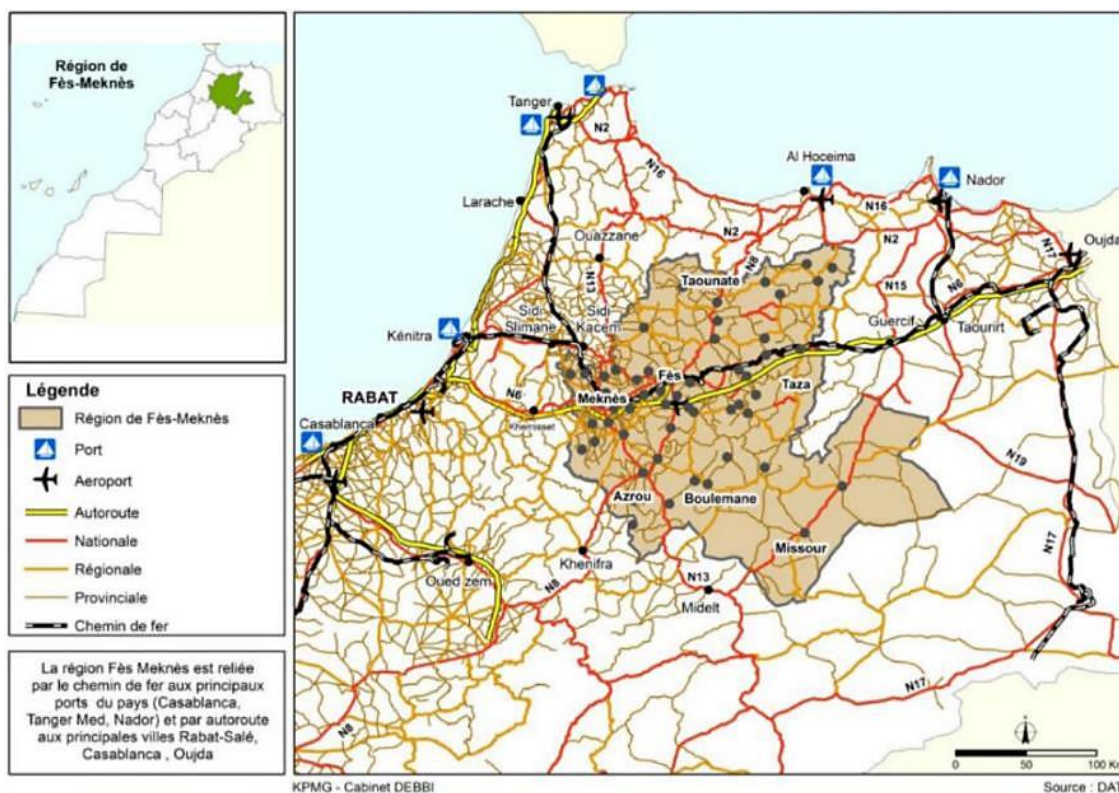 Région de
Fès-Meknès
Légende
Région de Fès-Meknès
Port
Aeroport
Autoroute
Nationale
Régionale
Provinciale
Chemin de fer
La région Fès Meknès est reliée
par le chemin de fer aux principaux
ports du pays (Casablanca,
Tanger Med, Nador) et par autoroute
aux principales villes Rabat-Salé,
Casablanca , Oujda
Tanger
N2
N16
Al Hoceima
Nador
Larache
N16
N2
N2
Ouazzane
N8
N17
Oujda
Taounate
N13
N15
N6
Sidi
Slimane
Sidi
Kacem
Guercif
Taourirt
Kénitra
Fès
Taza
RABAT
N6
Meknès
Khemisset
Casablanca
N19
Azrou
Boulemane
Missour
N17
Oued zem
Khenifra
N8
N13
Midelt
N17
N8
0 50 100 Km
KPMG - Cabinet DEBBI
Source : DAT